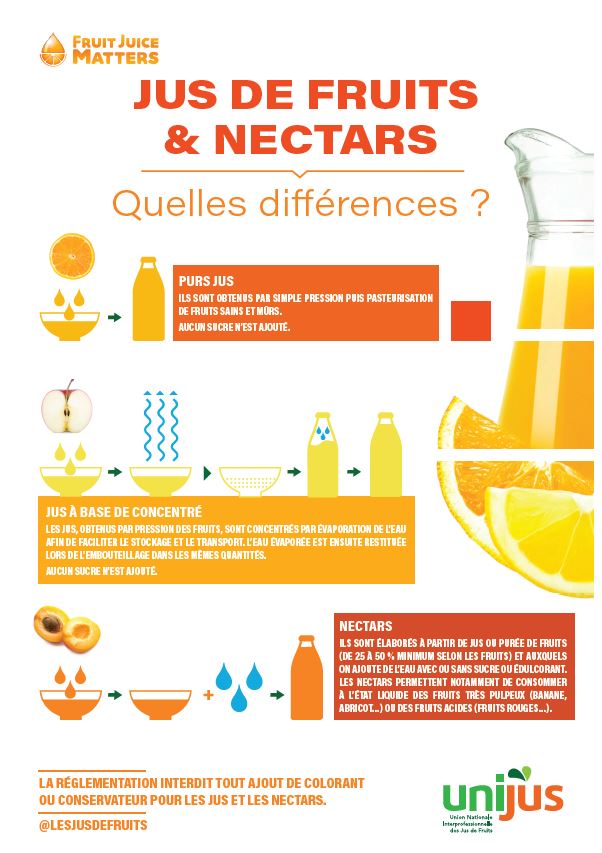 FRUIT JUICE
MATTERS
JUS DE FRUITS
& NECTARS
Quelles différences ?
PURS JUS
ILS SONT OBTENUS PAR SIMPLE PRESSION PUIS PASTEURISATION
DE FRUITS SAINS ET MÛRS.
AUCUN SUCRE N'EST AJOUTÉ.
JUS À BASE DE CONCENTRÉ
LES JUS, OBTENUS PAR PRESSION DES FRUITS, SONT CONCENTRÉS PAR ÉVAPORATION DE L'EAU
AFIN DE FACILITER LE STOCKAGE ET LE TRANSPORT. L'EAU ÉVAPORÉE EST ENSUITE RESTITUÉE
LORS DE L'EMBOUTEILLAGE DANS LES MÊMES QUANTITÉS.
AUCUN SUCRE N'EST AJOUTÉ.
NECTARS
ILS SONT ÉLABORÉS À PARTIR DE JUS OU PURÉE DE FRUITS
(DE 25 À 50 % MINIMUM SELON LES FRUITS) ET AUXQUELS
ON AJOUTE DE L'EAU AVEC OU SANS SUCRE OU ÉDULCORANT.
LES NECTARS PERMETTENT NOTAMMENT DE CONSOMMER
À L'ÉTAT LIQUIDE DES FRUITS TRÈS PULPEUX (BANANE,
ABRICOT...) OU DES FRUITS ACIDES (FRUITS ROUGES...).
+
LA RÉGLEMENTATION INTERDIT TOUT AJOUT DE COLORANT
OU CONSERVATEUR POUR LES JUS ET LES NECTARS.
@LESJUSDEFRUITS
unijus
Union Nationale
Interprofessionnelle
des Jus de Fruits